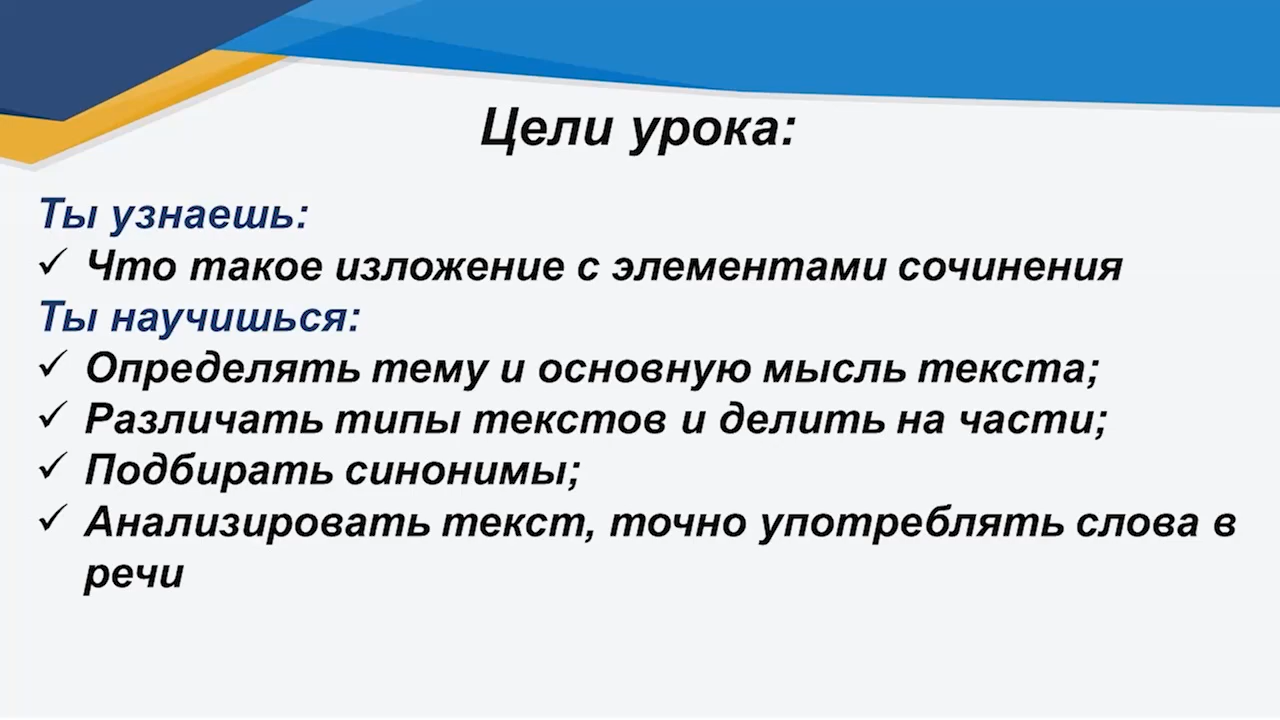 Цели урока:
Ты узнаешь:
✓ Что такое изложение с элементами сочинения
Ты научишься:
✓ Определять тему и основную мысль текста;
✓ Различать типы текстов и делить на части;
✓ Подбирать синонимы;
✓ Анализировать текст, точно употреблять слова в
речи